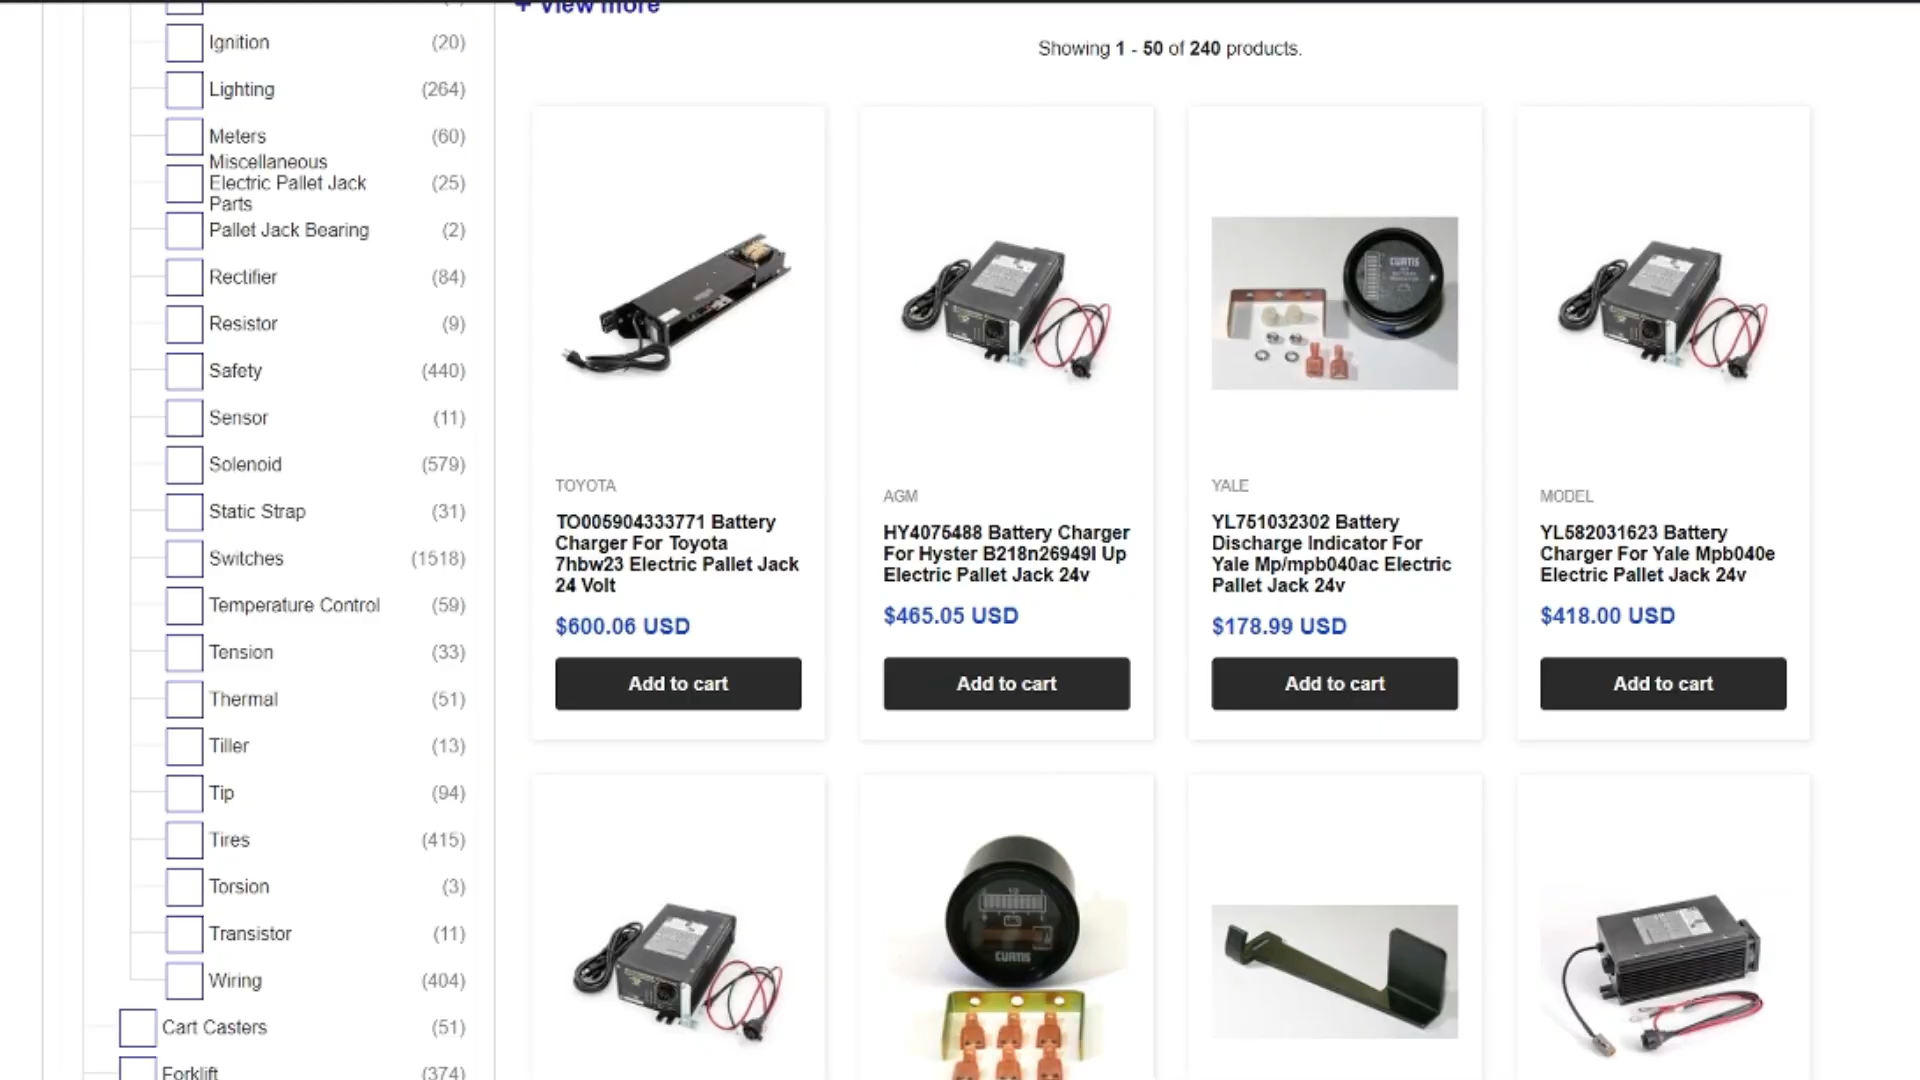 + View more
Ignition (20)
Lighting (264)
Meters (60)
Miscellaneous
Electric Pallet Jack (25)
Parts
Pallet Jack Bearing (2)
Rectifier (84)
Resistor (9)
Safety (440)
Sensor (11)
Solenoid (579)
Static Strap (31)
Switches (1518)
Temperature Control (59)
Tension (33)
Thermal (51)
Tiller (13)
Tip (94)
Tires (415)
Torsion (3)
Transistor (11)
Wiring (404)
Cart Casters (51)
Forklift (374)
Showing 1 - 50 of 240 products.
TOYOTA
TO005904333771 Battery
Charger For Toyota
7hbw23 Electric Pallet Jack
24 Volt
$600.06 USD
Add to cart
AGM
HY4075488 Battery Charger
For Hyster B218n26949l Up
Electric Pallet Jack 24v
$465.05 USD
Add to cart
CURTIS
YALE
YL751032302 Battery
Discharge Indicator For
Yale Mp/mpb040ac Electric
Pallet Jack 24v
$178.99 USD
Add to cart
MODEL
YL582031623 Battery
Charger For Yale Mpb040e
Electric Pallet Jack 24v
$418.00 USD
Add to cart
1/2
0 1
CURTIS